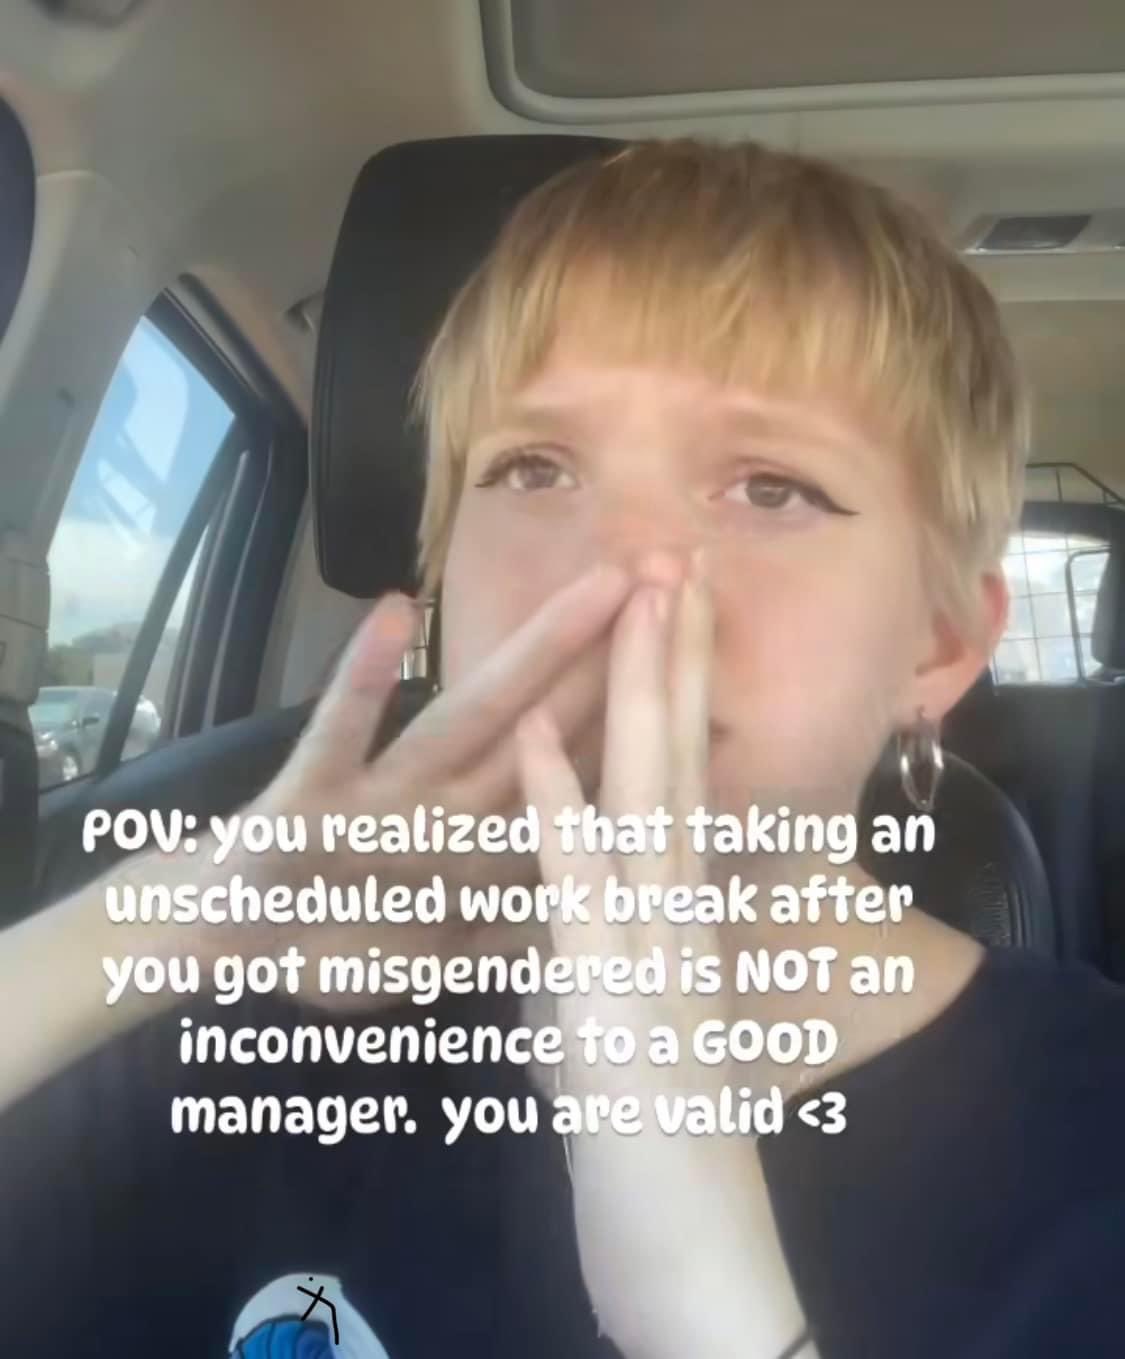 POV: you realized that taking an
unscheduled work break after
you got misgendered is NOT an
inconvenience to a GOOD
manager.  you are valid <3